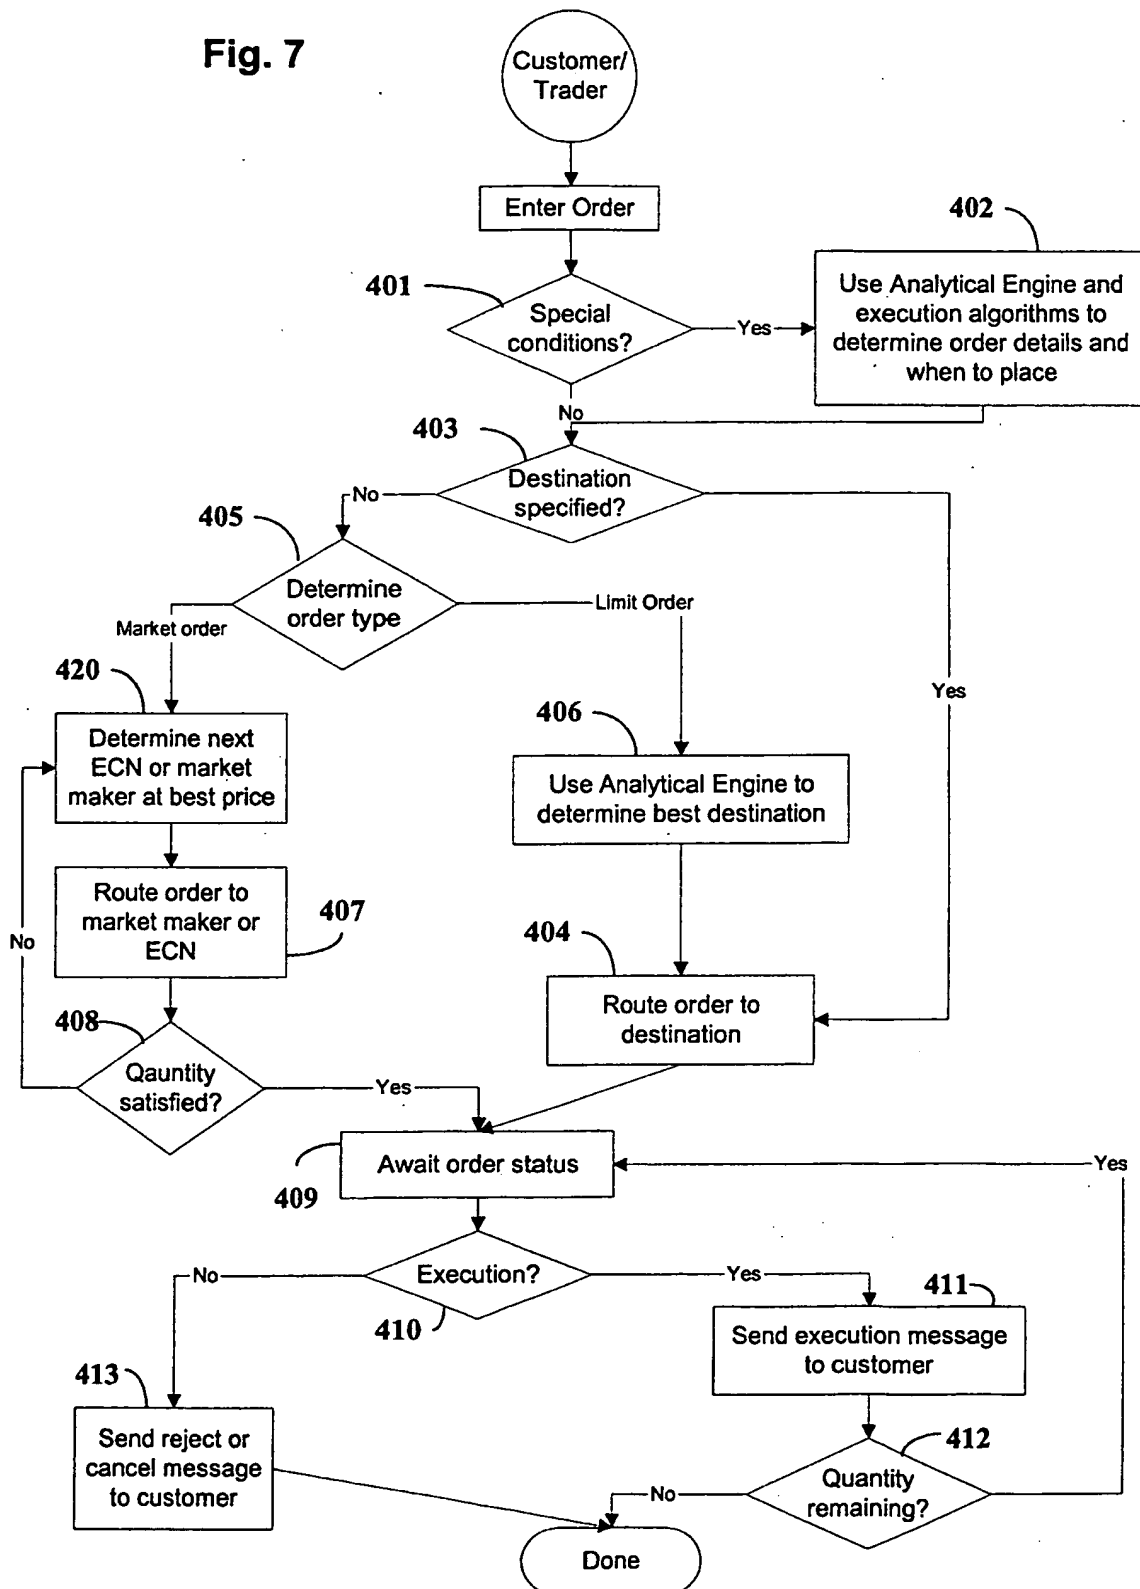 Fig. 7
Customer/
Trader
Enter Order
402
401
Special
conditions?
Yes
Use Analytical Engine and
execution algorithms to
determine order details and
when to place
No
403
Destination
specified?
No
405
Determine
order type
Limit Order
Market order
Yes
420
Determine next
ECN or market
maker at best price
406
Use Analytical Engine to
determine best destination
Route order to
market maker or
ECN
407
No
404
Route order to
destination
408
Qauntity
satisfied?
Yes
Await order status
409
Yes
Execution?
No
Yes
410
411
Send execution message
to customer
413
Send reject or
cancel message
to customer
412
Quantity
remaining?
No
Done